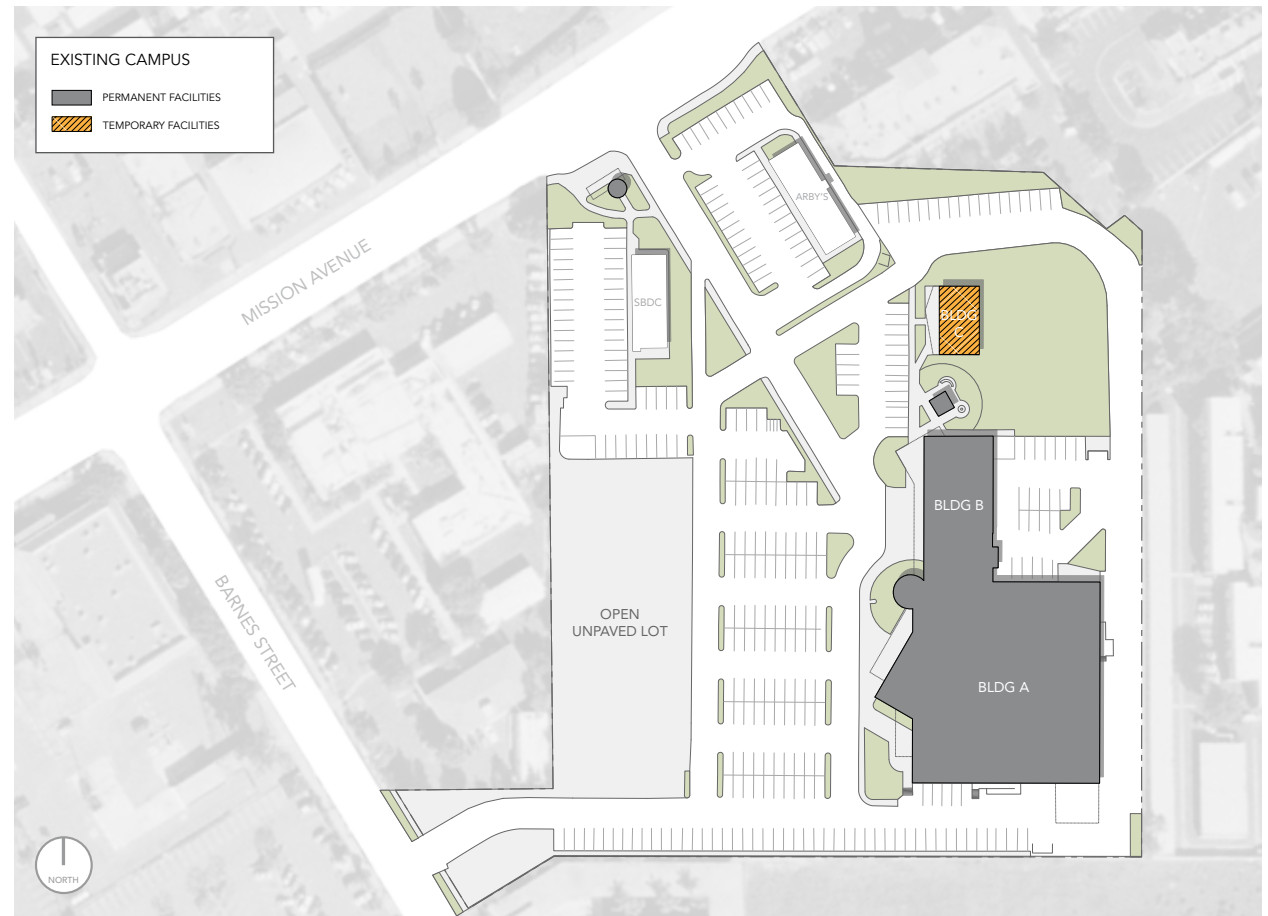 EXISTING CAMPUS
PERMANENT FACILITIES
TEMPORARY FACILITIES
ARBY'S
MISSION AVENUE
SBDC
BLDG
C
BLDG B
BARNES STREET
OPEN
UNPAVED LOT
BLDG A
NORTH